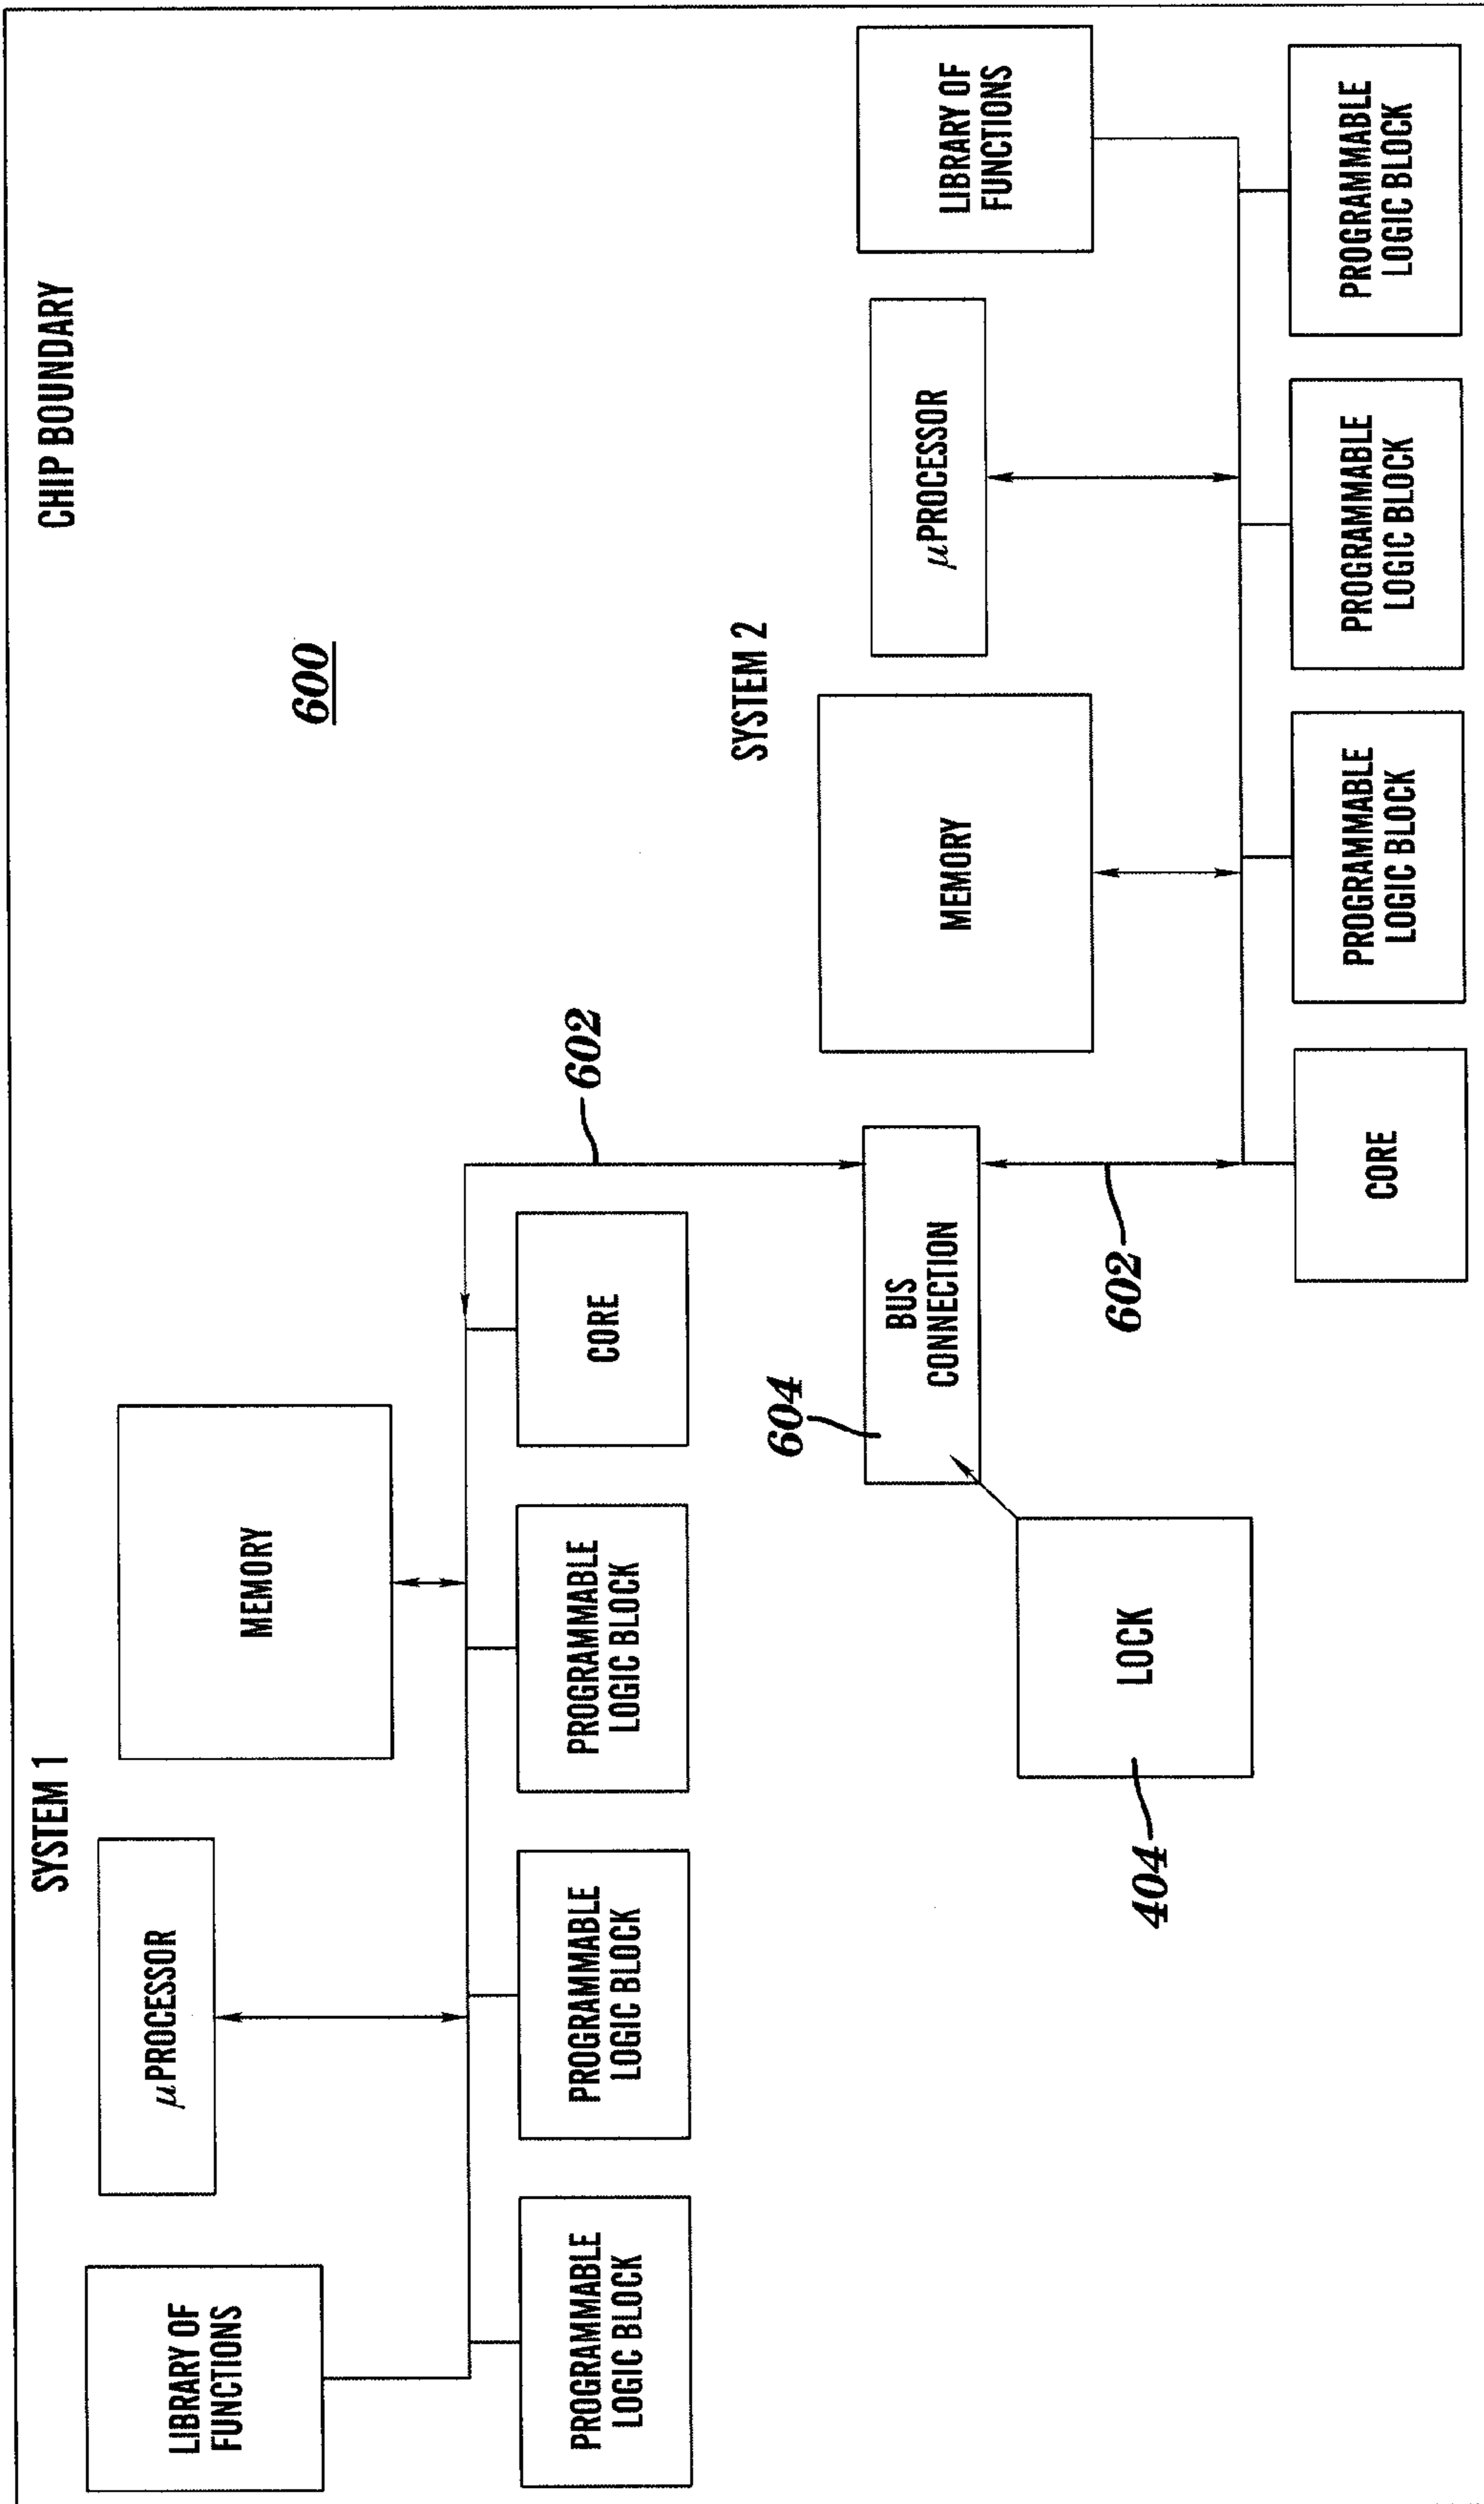 SYSTEM 1
CHIP BOUNDARY
LIBRARY OF
FUNCTIONS
μPROCESSOR
MEMORY
600
PROGRAMMABLE
LOGIC BLOCK
PROGRAMMABLE
LOGIC BLOCK
PROGRAMMABLE
LOGIC BLOCK
CORE
602
SYSTEM 2
604
BUS
CONNECTION
MEMORY
μPROCESSOR
LIBRARY OF
FUNCTIONS
404
LOCK
602
CORE
PROGRAMMABLE
LOGIC BLOCK
PROGRAMMABLE
LOGIC BLOCK
PROGRAMMABLE
LOGIC BLOCK